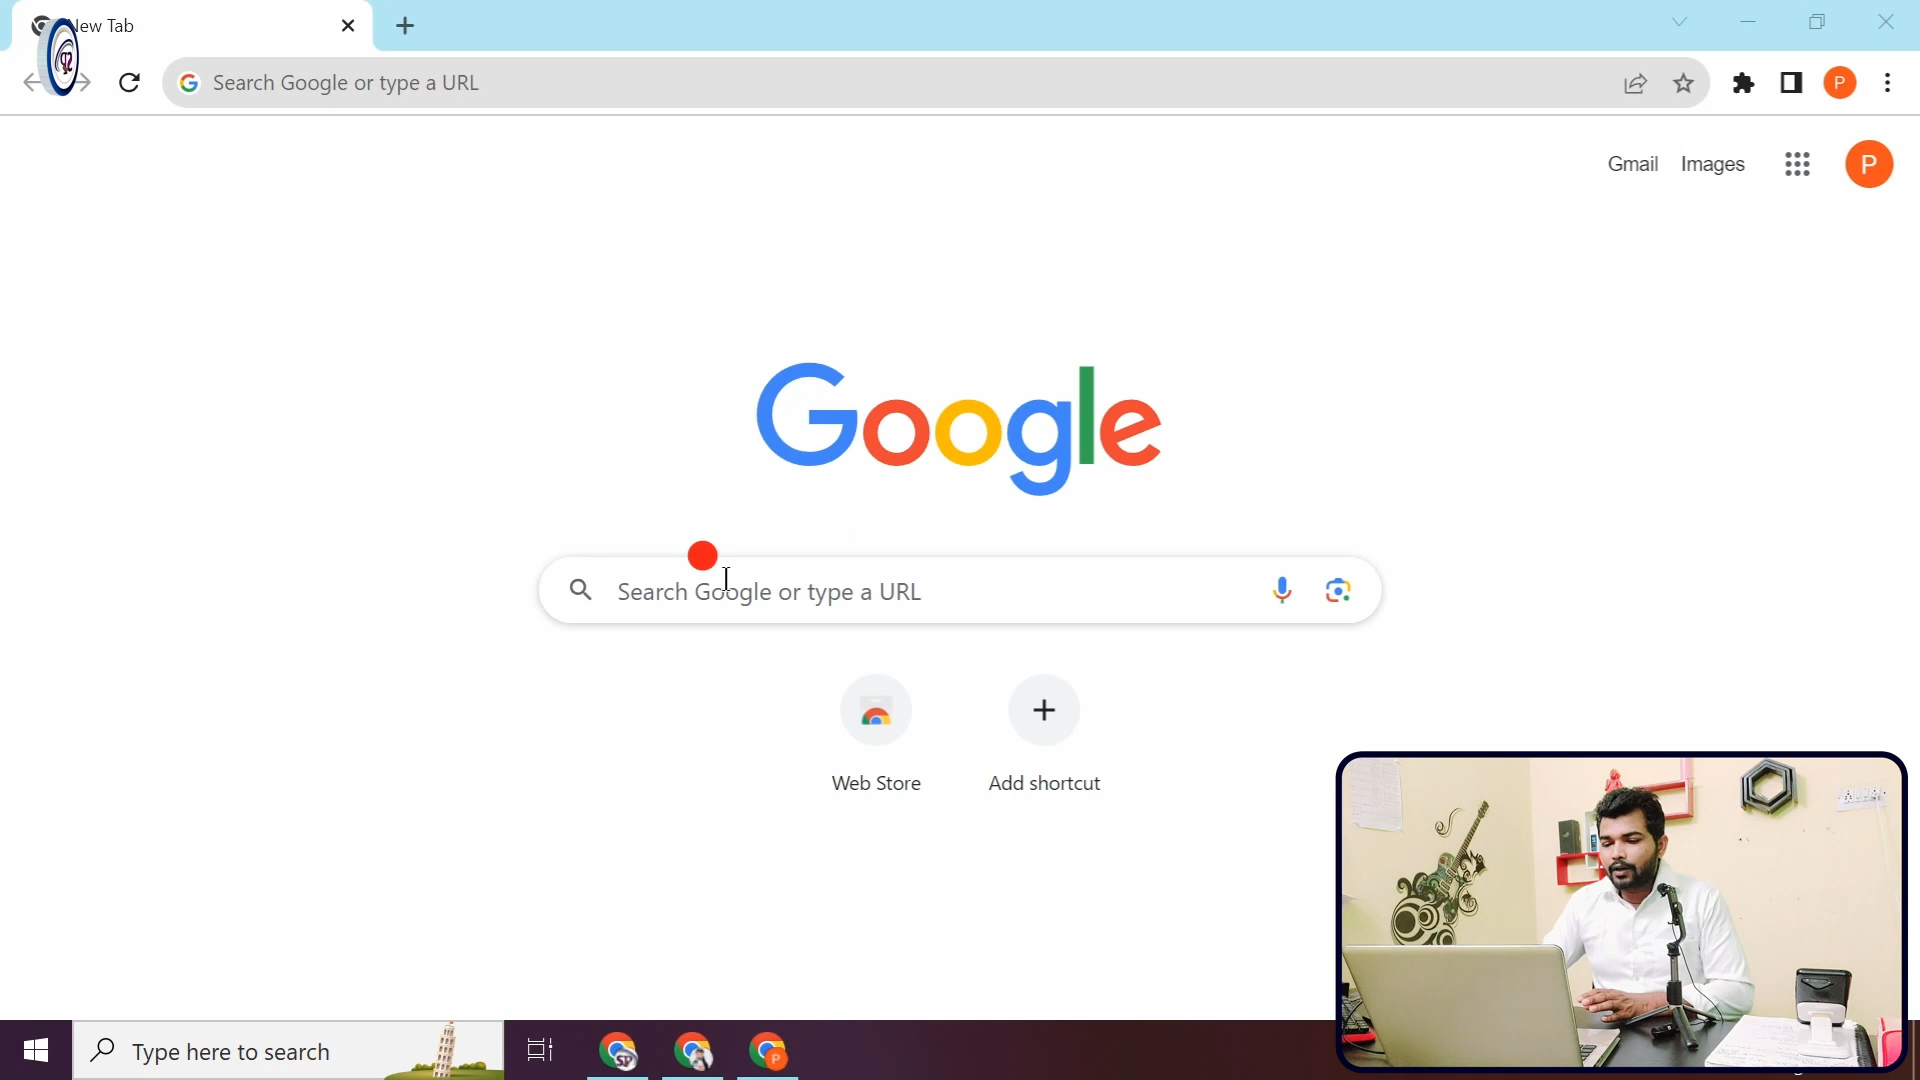 New Tab
Search Google or type a URL
P
Gmail
Images
P
Google
Search Google or type a URL
Web Store
Add shortcut
Type here to search
SP
P